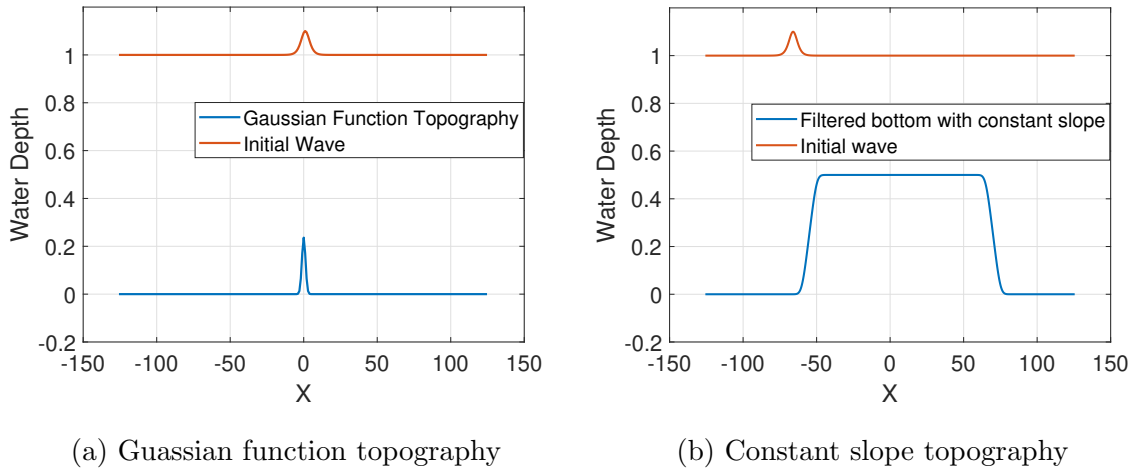 1
0.8
0.6
0.4
0.2
0
-0.2
Water Depth
-150 -100 -50 0 50 100 150
X
Gaussian Function Topography
Initial Wave
(a) Guassian function topography
1
0.8
0.6
0.4
0.2
0
-0.2
Water Depth
-150 -100 -50 0 50 100 150
X
Filtered bottom with constant slope
Initial wave
(b) Constant slope topography